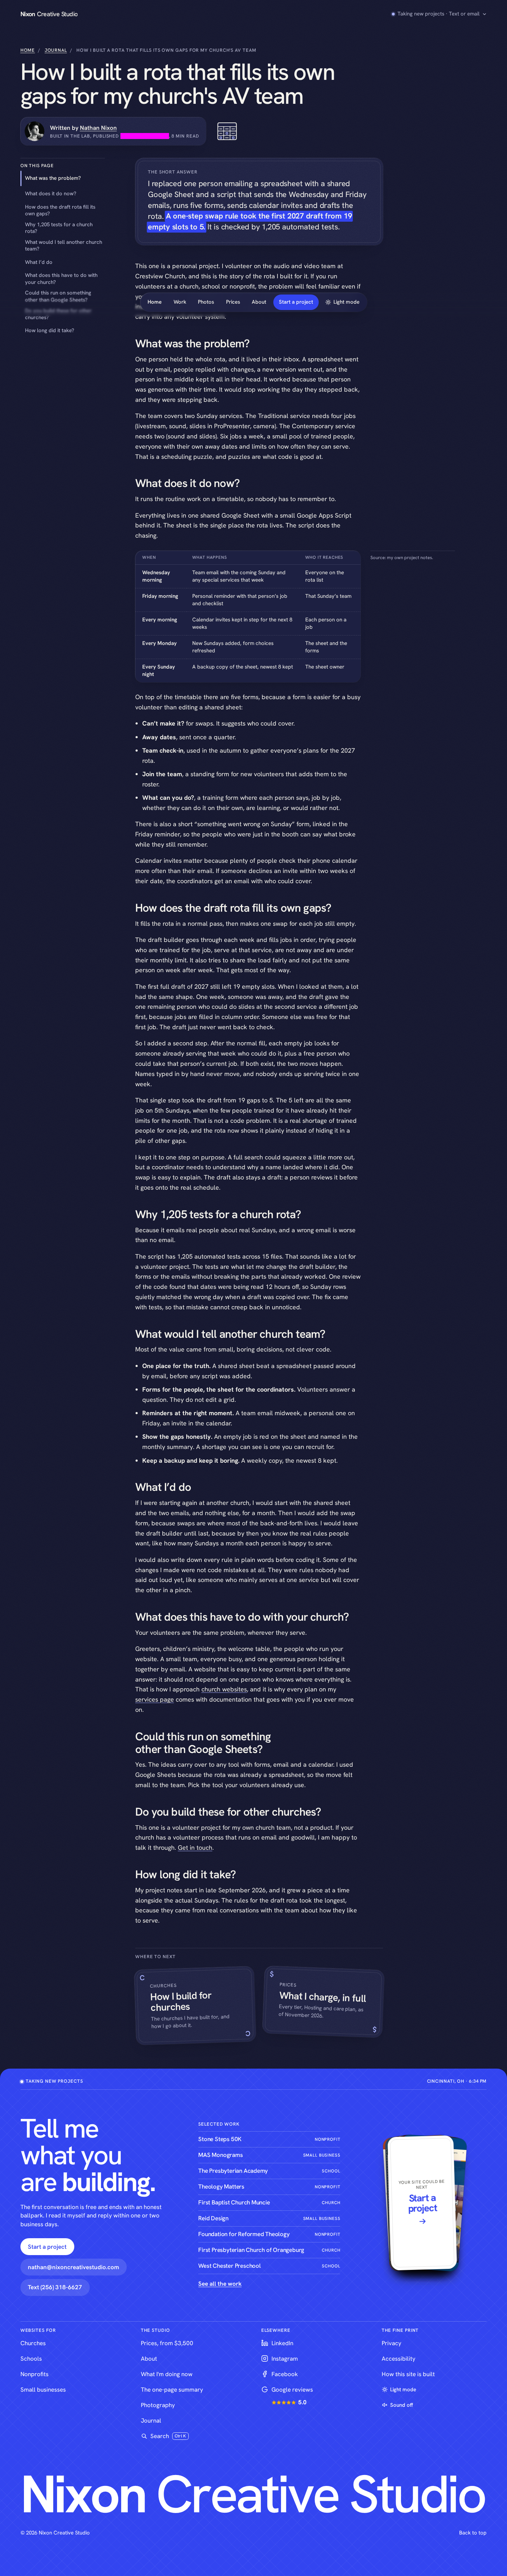 Nixon Creative Studio
Taking new projects · Text or email
HOME / JOURNAL / HOW I BUILT A ROTA THAT FILLS ITS OWN GAPS FOR MY CHURCH'S AV TEAM
How I built a rota that fills its own
gaps for my church's AV team
Written by Nathan Nixon
BUILT IN THE LAB, PUBLISHED
8 MIN READ
ON THIS PAGE
What was the problem?
What does it do now?
How does the draft rota fill its
own gaps?
Why 1,205 tests for a church
rota?
What would I tell another church
team?
What I'd do
What does this have to do with
your church?
Could this run on something
other than Google Sheets?
Do you build these for other
churches?
How long did it take?
THE SHORT ANSWER
I replaced one person emailing a spreadsheet with a shared
Google Sheet and a script that sends the Wednesday and Friday
emails, runs five forms, sends calendar invites and drafts the
rota. A one-step swap rule took the first 2027 draft from 19
empty slots to 5. It is checked by 1,205 automated tests.
This one is a personal project. I volunteer on the audio and video team at
Crestview Church, and this is the story of the rota I built for it. If you run
volunteers at a church, school or nonprofit, the problem will feel familiar even if
Home Work Photos Prices About Start a project Light mode
carry into any volunteer system.
What was the problem?
One person held the whole rota, and it lived in their inbox. A spreadsheet went
out by email, people replied with changes, a new version went out, and the
person in the middle kept it all in their head. It worked because that person
was generous with their time. It would stop working the day they stepped back,
and they were stepping back.
The team covers two Sunday services. The Traditional service needs four jobs
(livestream, sound, slides in ProPresenter, camera). The Contemporary service
needs two (sound and slides). Six jobs a week, a small pool of trained people,
everyone with their own away dates and limits on how often they can serve.
That is a scheduling puzzle, and puzzles are what code is good at.
What does it do now?
It runs the routine work on a timetable, so nobody has to remember to.
Everything lives in one shared Google Sheet with a small Google Apps Script
behind it. The sheet is the single place the rota lives. The script does the
chasing.
WHEN WHAT HAPPENS WHO IT REACHES
Wednesday morning Team email with the coming Sunday and any special services that week Everyone on the rota list
Friday morning Personal reminder with that person's job and checklist That Sunday's team
Every morning Calendar invites kept in step for the next 8 weeks Each person on a job
Every Monday New Sundays added, form choices refreshed The sheet and the forms
Every Sunday night A backup copy of the sheet, newest 8 kept The sheet owner
Source: my own project notes.
On top of the timetable there are five forms, because a form is easier for a busy
volunteer than editing a shared sheet:
Can't make it? for swaps. It suggests who could cover.
Away dates, sent once a quarter.
Team check-in, used in the autumn to gather everyone's plans for the 2027
rota.
Join the team, a standing form for new volunteers that adds them to the
roster.
What can you do?, a training form where each person says, job by job,
whether they can do it on their own, are learning, or would rather not.
There is also a short "something went wrong on Sunday" form, linked in the
Friday reminder, so the people who were just in the booth can say what broke
while they still remember.
Calendar invites matter because plenty of people check their phone calendar
more often than their email. If someone declines an invite within two weeks of
their date, the coordinators get an email with who could cover.
How does the draft rota fill its own gaps?
It fills the rota in a normal pass, then makes one swap for each job still empty.
The draft builder goes through each week and fills jobs in order, trying people
who are trained for the job, serve at that service, are not away and are under
their monthly limit. It also tries to share the load fairly and not put the same
person on week after week. That gets most of the way.
The first full draft of 2027 still left 19 empty slots. When I looked at them, a lot
had the same shape. One week, someone was away, and the draft gave the
one remaining person who could do slides at the second service a different job
first, because jobs are filled in column order. Someone else was free for that
first job. The draft just never went back to check.
So I added a second step. After the normal fill, each empty job looks for
someone already serving that week who could do it, plus a free person who
could take that person's current job. If both exist, the two moves happen.
Names typed in by hand never move, and nobody ends up serving twice in one
week.
That single step took the draft from 19 gaps to 5. The 5 left are all the same
job on 5th Sundays, when the few people trained for it have already hit their
limits for the month. That is not a code problem. It is a real shortage of trained
people for one job, and the rota now shows it plainly instead of hiding it in a
pile of other gaps.
I kept it to one step on purpose. A full search could squeeze a little more out,
but a coordinator needs to understand why a name landed where it did. One
swap is easy to explain. The draft also stays a draft: a person reviews it before
it goes onto the real schedule.
Why 1,205 tests for a church rota?
Because it emails real people about real Sundays, and a wrong email is worse
than no email.
The script has 1,205 automated tests across 15 files. That sounds like a lot for
a volunteer project. The tests are what let me change the draft builder, the
forms or the emails without breaking the parts that already worked. One review
of the code found that dates were being read 12 hours off, so Sunday rows
quietly matched the wrong day when a draft was copied over. The fix came
with tests, so that mistake cannot creep back in unnoticed.
What would I tell another church team?
Most of the value came from small, boring decisions, not clever code.
One place for the truth. A shared sheet beat a spreadsheet passed around
by email, before any script was added.
Forms for the people, the sheet for the coordinators. Volunteers answer a
question. They do not edit a grid.
Reminders at the right moment. A team email midweek, a personal one on
Friday, an invite in the calendar.
Show the gaps honestly. An empty job is red on the sheet and named in the
monthly summary. A shortage you can see is one you can recruit for.
Keep a backup and keep it boring. A weekly copy, the newest 8 kept.
What I'd do
If I were starting again at another church, I would start with the shared sheet
and the two emails, and nothing else, for a month. Then I would add the swap
form, because swaps are where most of the back-and-forth lives. I would leave
the draft builder until last, because by then you know the real rules people
want, like how many Sundays a month each person is happy to serve.
I would also write down every rule in plain words before coding it. Some of the
changes I made were not code mistakes at all. They were rules nobody had
said out loud yet, like someone who mainly serves at one service but will cover
the other in a pinch.
What does this have to do with your church?
Your volunteers are the same problem, wherever they serve.
Greeters, children's ministry, the welcome table, the people who run your
website. A small team, everyone busy, and one generous person holding it
together by email. A website that is easy to keep current is part of the same
answer: it should not depend on one person who knows where everything is.
That is how I approach church websites, and it is why every plan on my
services page comes with documentation that goes with you if you ever move
on.
Could this run on something
other than Google Sheets?
Yes. The ideas carry over to any tool with forms, email and a calendar. I used
Google Sheets because the rota was already a spreadsheet, so the move felt
small to the team. Pick the tool your volunteers already use.
Do you build these for other churches?
This one is a volunteer project for my own church team, not a product. If your
church has a volunteer process that runs on email and goodwill, I am happy to
talk it through. Get in touch.
How long did it take?
My project notes start in late September 2026, and it grew a piece at a time
alongside the actual Sundays. The rules for the draft rota took the longest,
because they came from real conversations with the team about how they like
to serve.
WHERE TO NEXT
C
CHURCHES
How I build for
churches
The churches I have built for, and
how I go about it.
C
$
PRICES
What I charge, in full
Every tier, Hosting and care plan, as
of November 2026.
$
TAKING NEW PROJECTS
CINCINNATI, OH · 6:34 PM
Tell me
what you
are building.
The first conversation is free and ends with an honest
ballpark. I read it myself and reply within one or two
business days.
Start a project
nathan@nixoncreativestudio.com
Text (256) 318-6627
SELECTED WORK
Stone Steps 50K NONPROFIT
MAS Monograms SMALL BUSINESS
The Presbyterian Academy SCHOOL
Theology Matters NONPROFIT
First Baptist Church Muncie CHURCH
Reid Design SMALL BUSINESS
Foundation for Reformed Theology NONPROFIT
First Presbyterian Church of Orangeburg CHURCH
West Chester Preschool SCHOOL
See all the work
YOUR SITE COULD BE
NEXT
Start a
project
WEBSITES FOR
Churches
Schools
Nonprofits
Small businesses
THE STUDIO
Prices, from $3,500
About
What I'm doing now
The one-page summary
Photography
Journal
Search Ctrl K
ELSEWHERE
LinkedIn
Instagram
Facebook
Google reviews
★★★★★ 5.0
THE FINE PRINT
Privacy
Accessibility
How this site is built
Light mode
Sound off
Nixon Creative Studio
© 2026 Nixon Creative Studio
Back to top